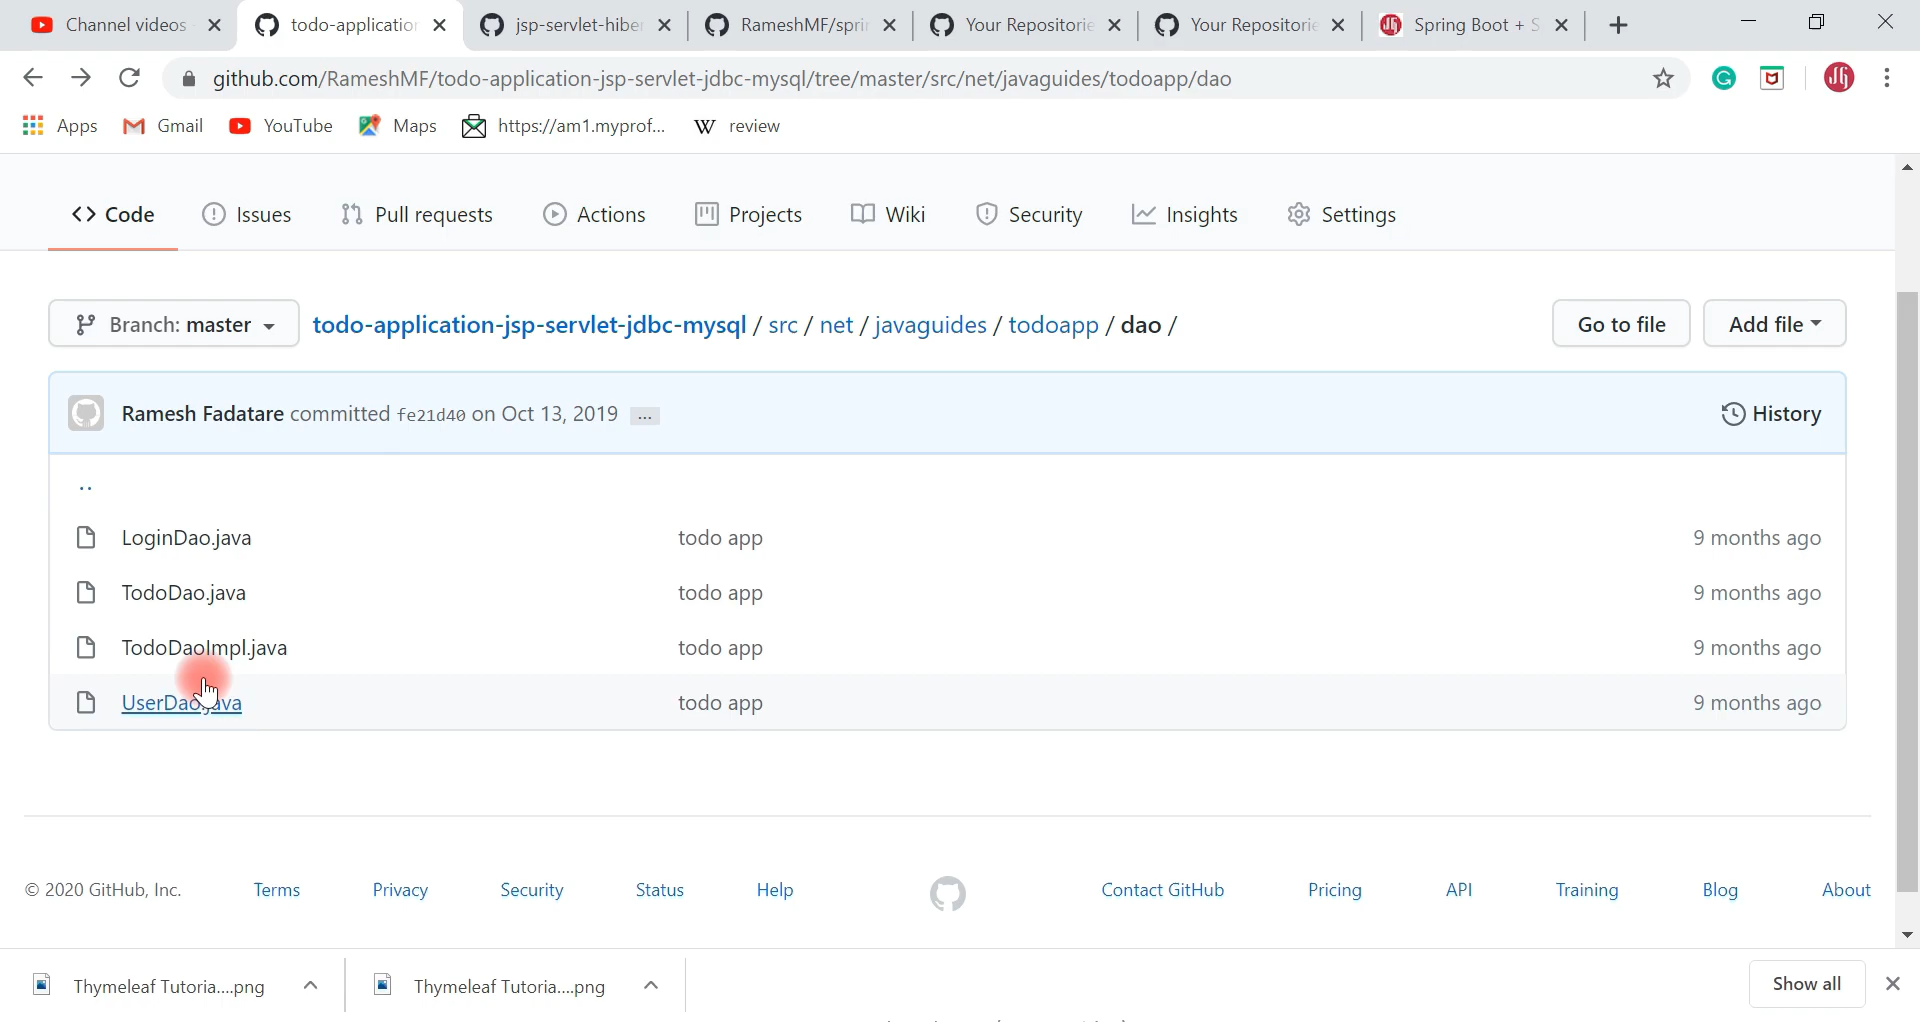 Channel videos
todo-application
jsp-servlet-hiber
RameshMF/sprin
Your Repositorie
Your Repositorie
Spring Boot + S
github.com/RameshMF/todo-application-jsp-servlet-jdbc-mysql/tree/master/src/net/javaguides/todoapp/dao
Apps
Gmail
YouTube
Maps
https://am1.myprof...
W review
<> Code
Issues
Pull requests
Actions
Projects
Wiki
Security
Insights
Settings
Branch: master
todo-application-jsp-servlet-jdbc-mysql / src / net / javaguides / todoapp / dao /
Go to file
Add file
Ramesh Fadatare committed fe21d40 on Oct 13, 2019 ...
History
..
LoginDao.java todo app 9 months ago
TodoDao.java todo app 9 months ago
TodoDaoImpl.java todo app 9 months ago
UserDao.java todo app 9 months ago
© 2020 GitHub, Inc.
Terms
Privacy
Security
Status
Help
Contact GitHub
Pricing
API
Training
Blog
About
Thymeleaf Tutoria....png
Thymeleaf Tutoria....png
Show all